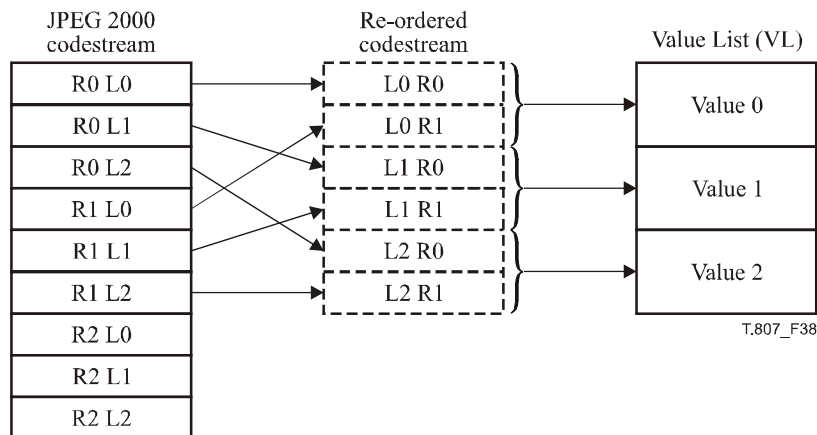 JPEG 2000
codestream
Re-ordered
codestream
Value List (VL)
R0 L0
R0 L1
R0 L2
R1 L0
R1 L1
R1 L2
R2 L0
R2 L1
R2 L2
L0 R0
L0 R1
L1 R0
L1 R1
L2 R0
L2 R1
Value 0
Value 1
Value 2
T.807_F38